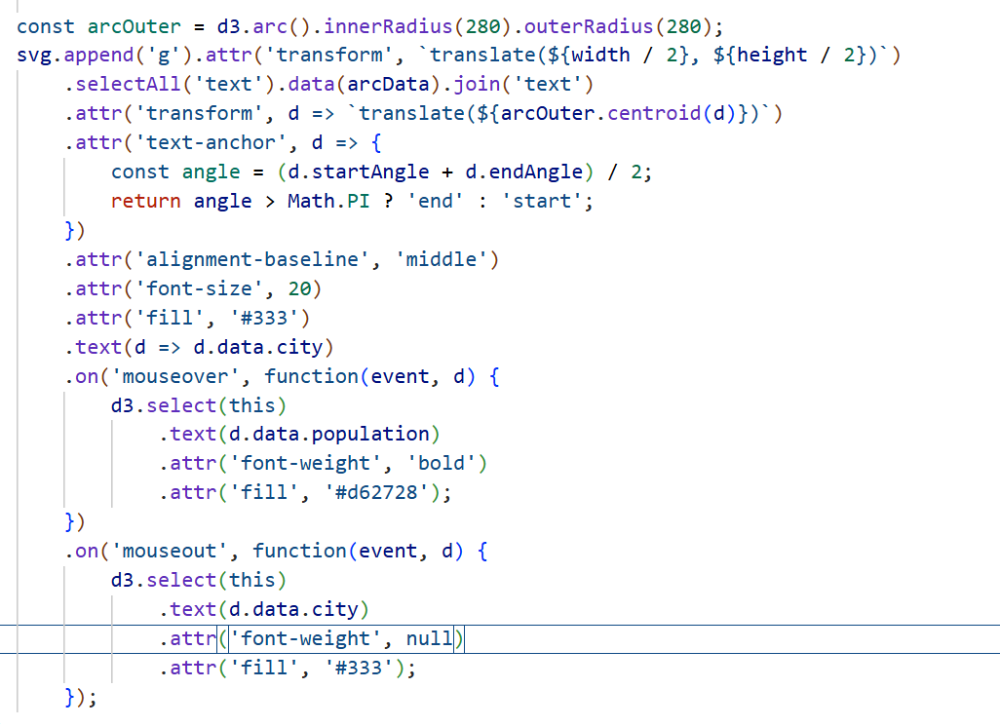 const arcOuter = d3.arc().innerRadius(280).outerRadius(280);
svg.append('g').attr('transform', `translate(${width / 2}, ${height / 2})`)
    .selectAll('text').data(arcData).join('text')
    .attr('transform', d => `translate(${arcOuter.centroid(d)})`)
    .attr('text-anchor', d => {
        const angle = (d.startAngle + d.endAngle) / 2;
        return angle > Math.PI ? 'end' : 'start';
    })
    .attr('alignment-baseline', 'middle')
    .attr('font-size', 20)
    .attr('fill', '#333')
    .text(d => d.data.city)
    .on('mouseover', function(event, d) {
        d3.select(this)
            .text(d.data.population)
            .attr('font-weight', 'bold')
            .attr('fill', '#d62728');
    })
    .on('mouseout', function(event, d) {
        d3.select(this)
            .text(d.data.city)
            .attr('font-weight', null)
            .attr('fill', '#333');
    });